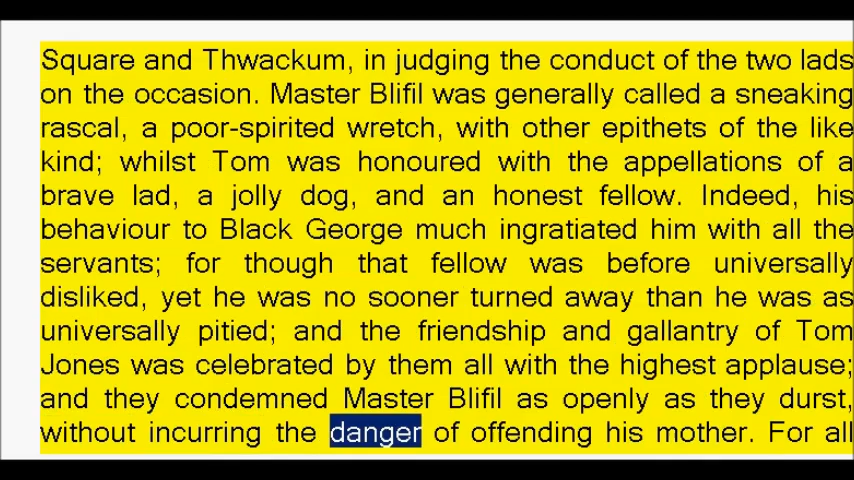 Square and Thwackum, in judging the conduct of the two lads
on the occasion. Master Blifil was generally called a sneaking
rascal, a poor-spirited wretch, with other epithets of the like
kind; whilst Tom was honoured with the appellations of a
brave lad, a jolly dog, and an honest fellow. Indeed, his
behaviour to Black George much ingratiated him with all the
servants; for though that fellow was before universally
disliked, yet he was no sooner turned away than he was as
universally pitied; and the friendship and gallantry of Tom
Jones was celebrated by them all with the highest applause;
and they condemned Master Blifil as openly as they durst,
without incurring the danger of offending his mother. For all